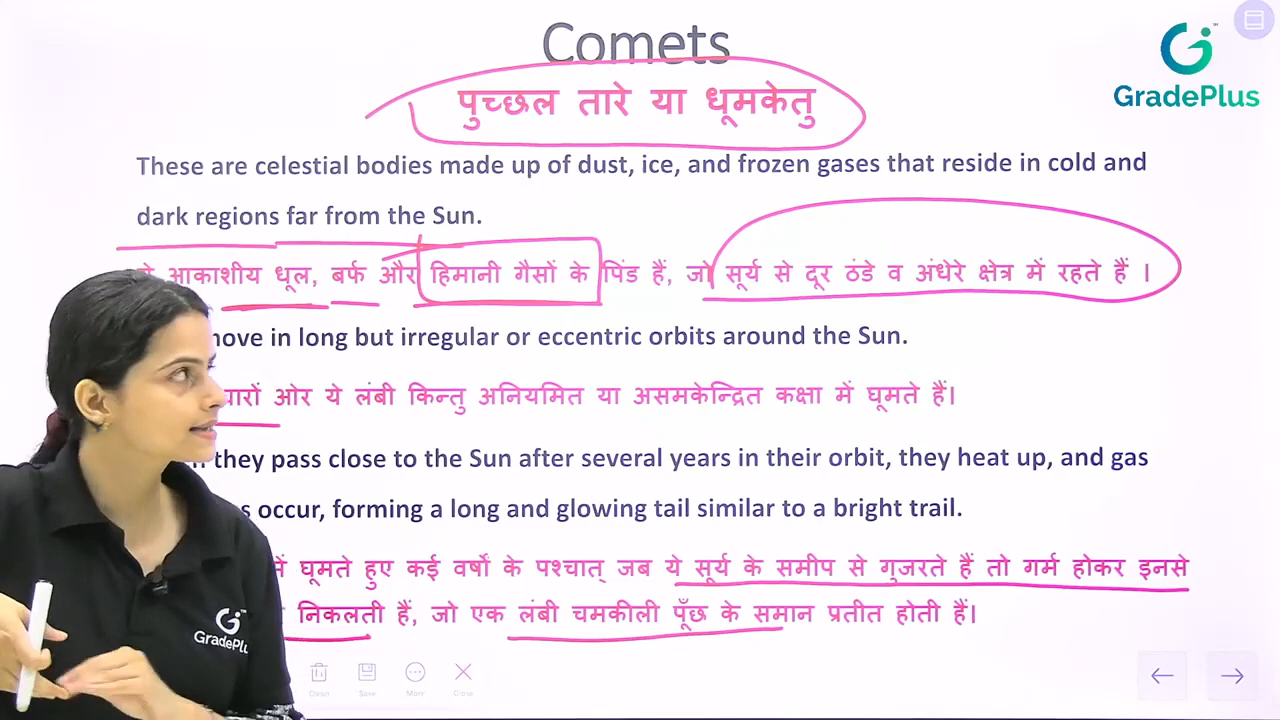 Comets
GradePlus
पुच्छल तारे या धूमकेतु
These are celestial bodies made up of dust, ice, and frozen gases that reside in cold and
dark regions far from the Sun.
आकाशीय धूल, बर्फ और हिमानी गैसों के पिंड हैं, जो सूर्य से दूर ठंडे व अंधेरे क्षेत्र में रहते हैं ।
move in long but irregular or eccentric orbits around the Sun.
ओर ये लंबी किन्तु अनियमित या असमकेन्द्रित कक्षा में घूमते हैं।
they pass close to the Sun after several years in their orbit, they heat up, and gas
occur, forming a long and glowing tail similar to a bright trail.
घूमते हुए कई वर्षों के पश्चात् जब ये सूर्य के समीप से गुजरते हैं तो गर्म होकर इनसे
निकलती हैं, जो एक लंबी चमकीली पूँछ के समान प्रतीत होती हैं।
GradePlus
Save More Close